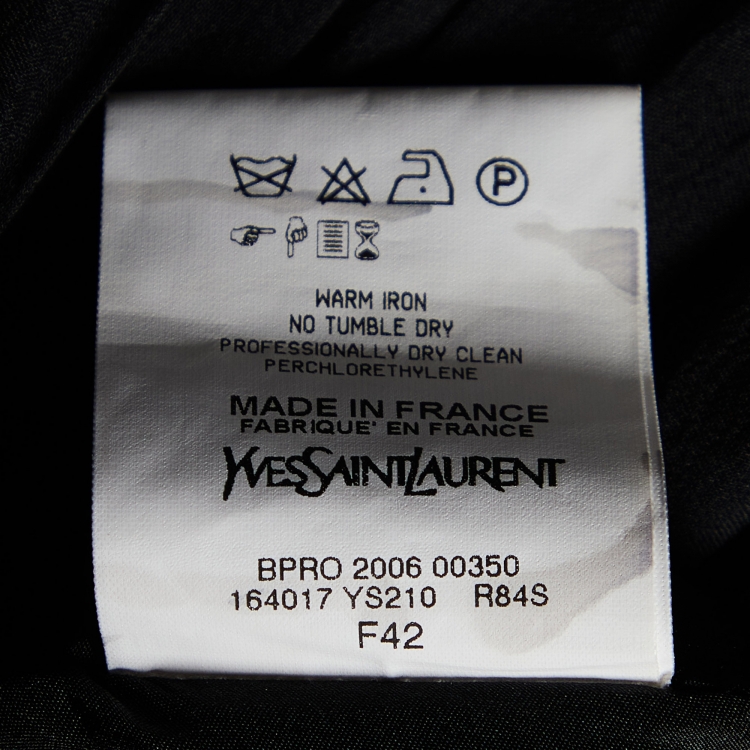 P
WARM IRON
NO TUMBLE DRY
PROFESSIONALLY DRY CLEAN
PERCHLORETHYLENE
MADE IN FRANCE
FABRIQUE' EN FRANCE
YVESSAINTLAURENT
BPRO 2006 00350
164017 YS210 R84S
F42